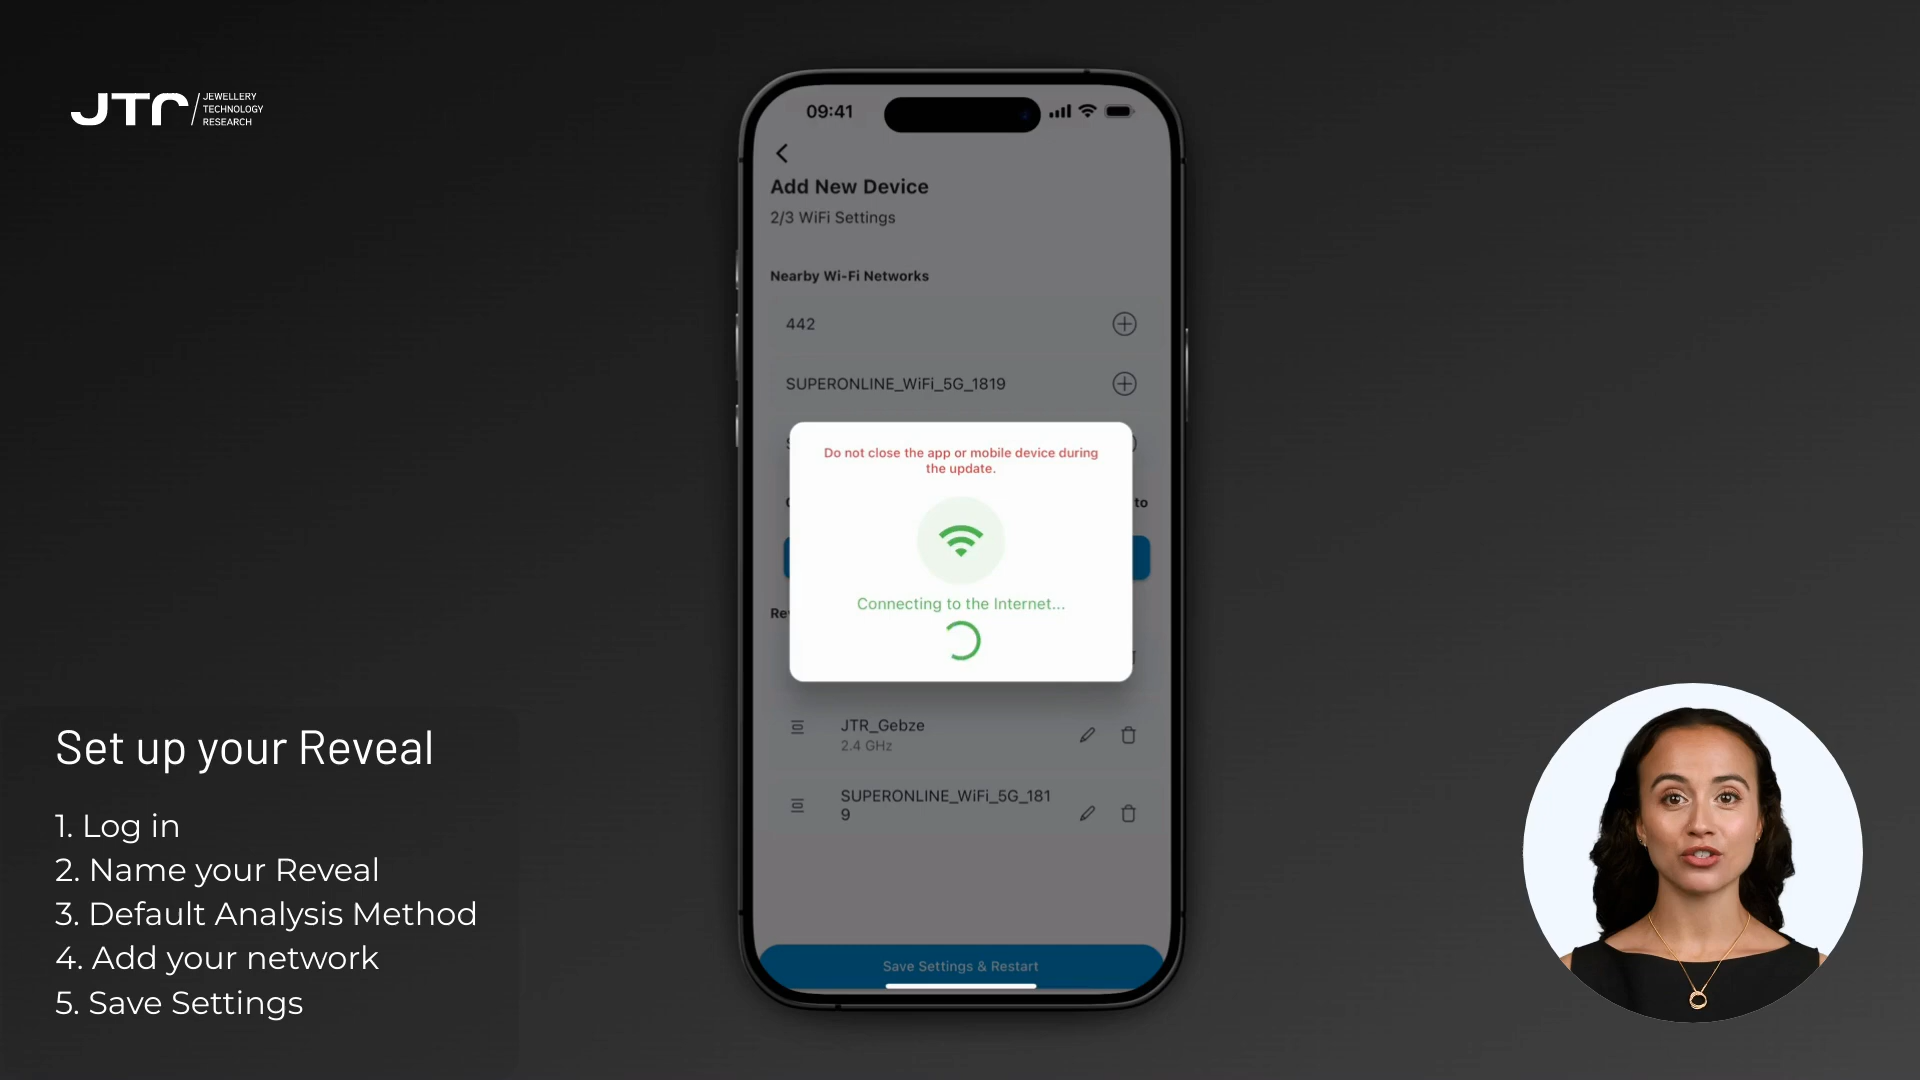 JTR
JEWELLERY
TECHNOLOGY
RESEARCH
09:41
Add New Device
2/3 WiFi Settings
Nearby Wi-Fi Networks
442
SUPERONLINE_WiFi_5G_1819
Do not close the app or mobile device during
the update.
to
Connecting to the Internet...
JTR_Gebze
2.4 GHz
SUPERONLINE_WiFi_5G_181
9
Save Settings & Restart
Set up your Reveal
1. Log in
2. Name your Reveal
3. Default Analysis Method
4. Add your network
5. Save Settings